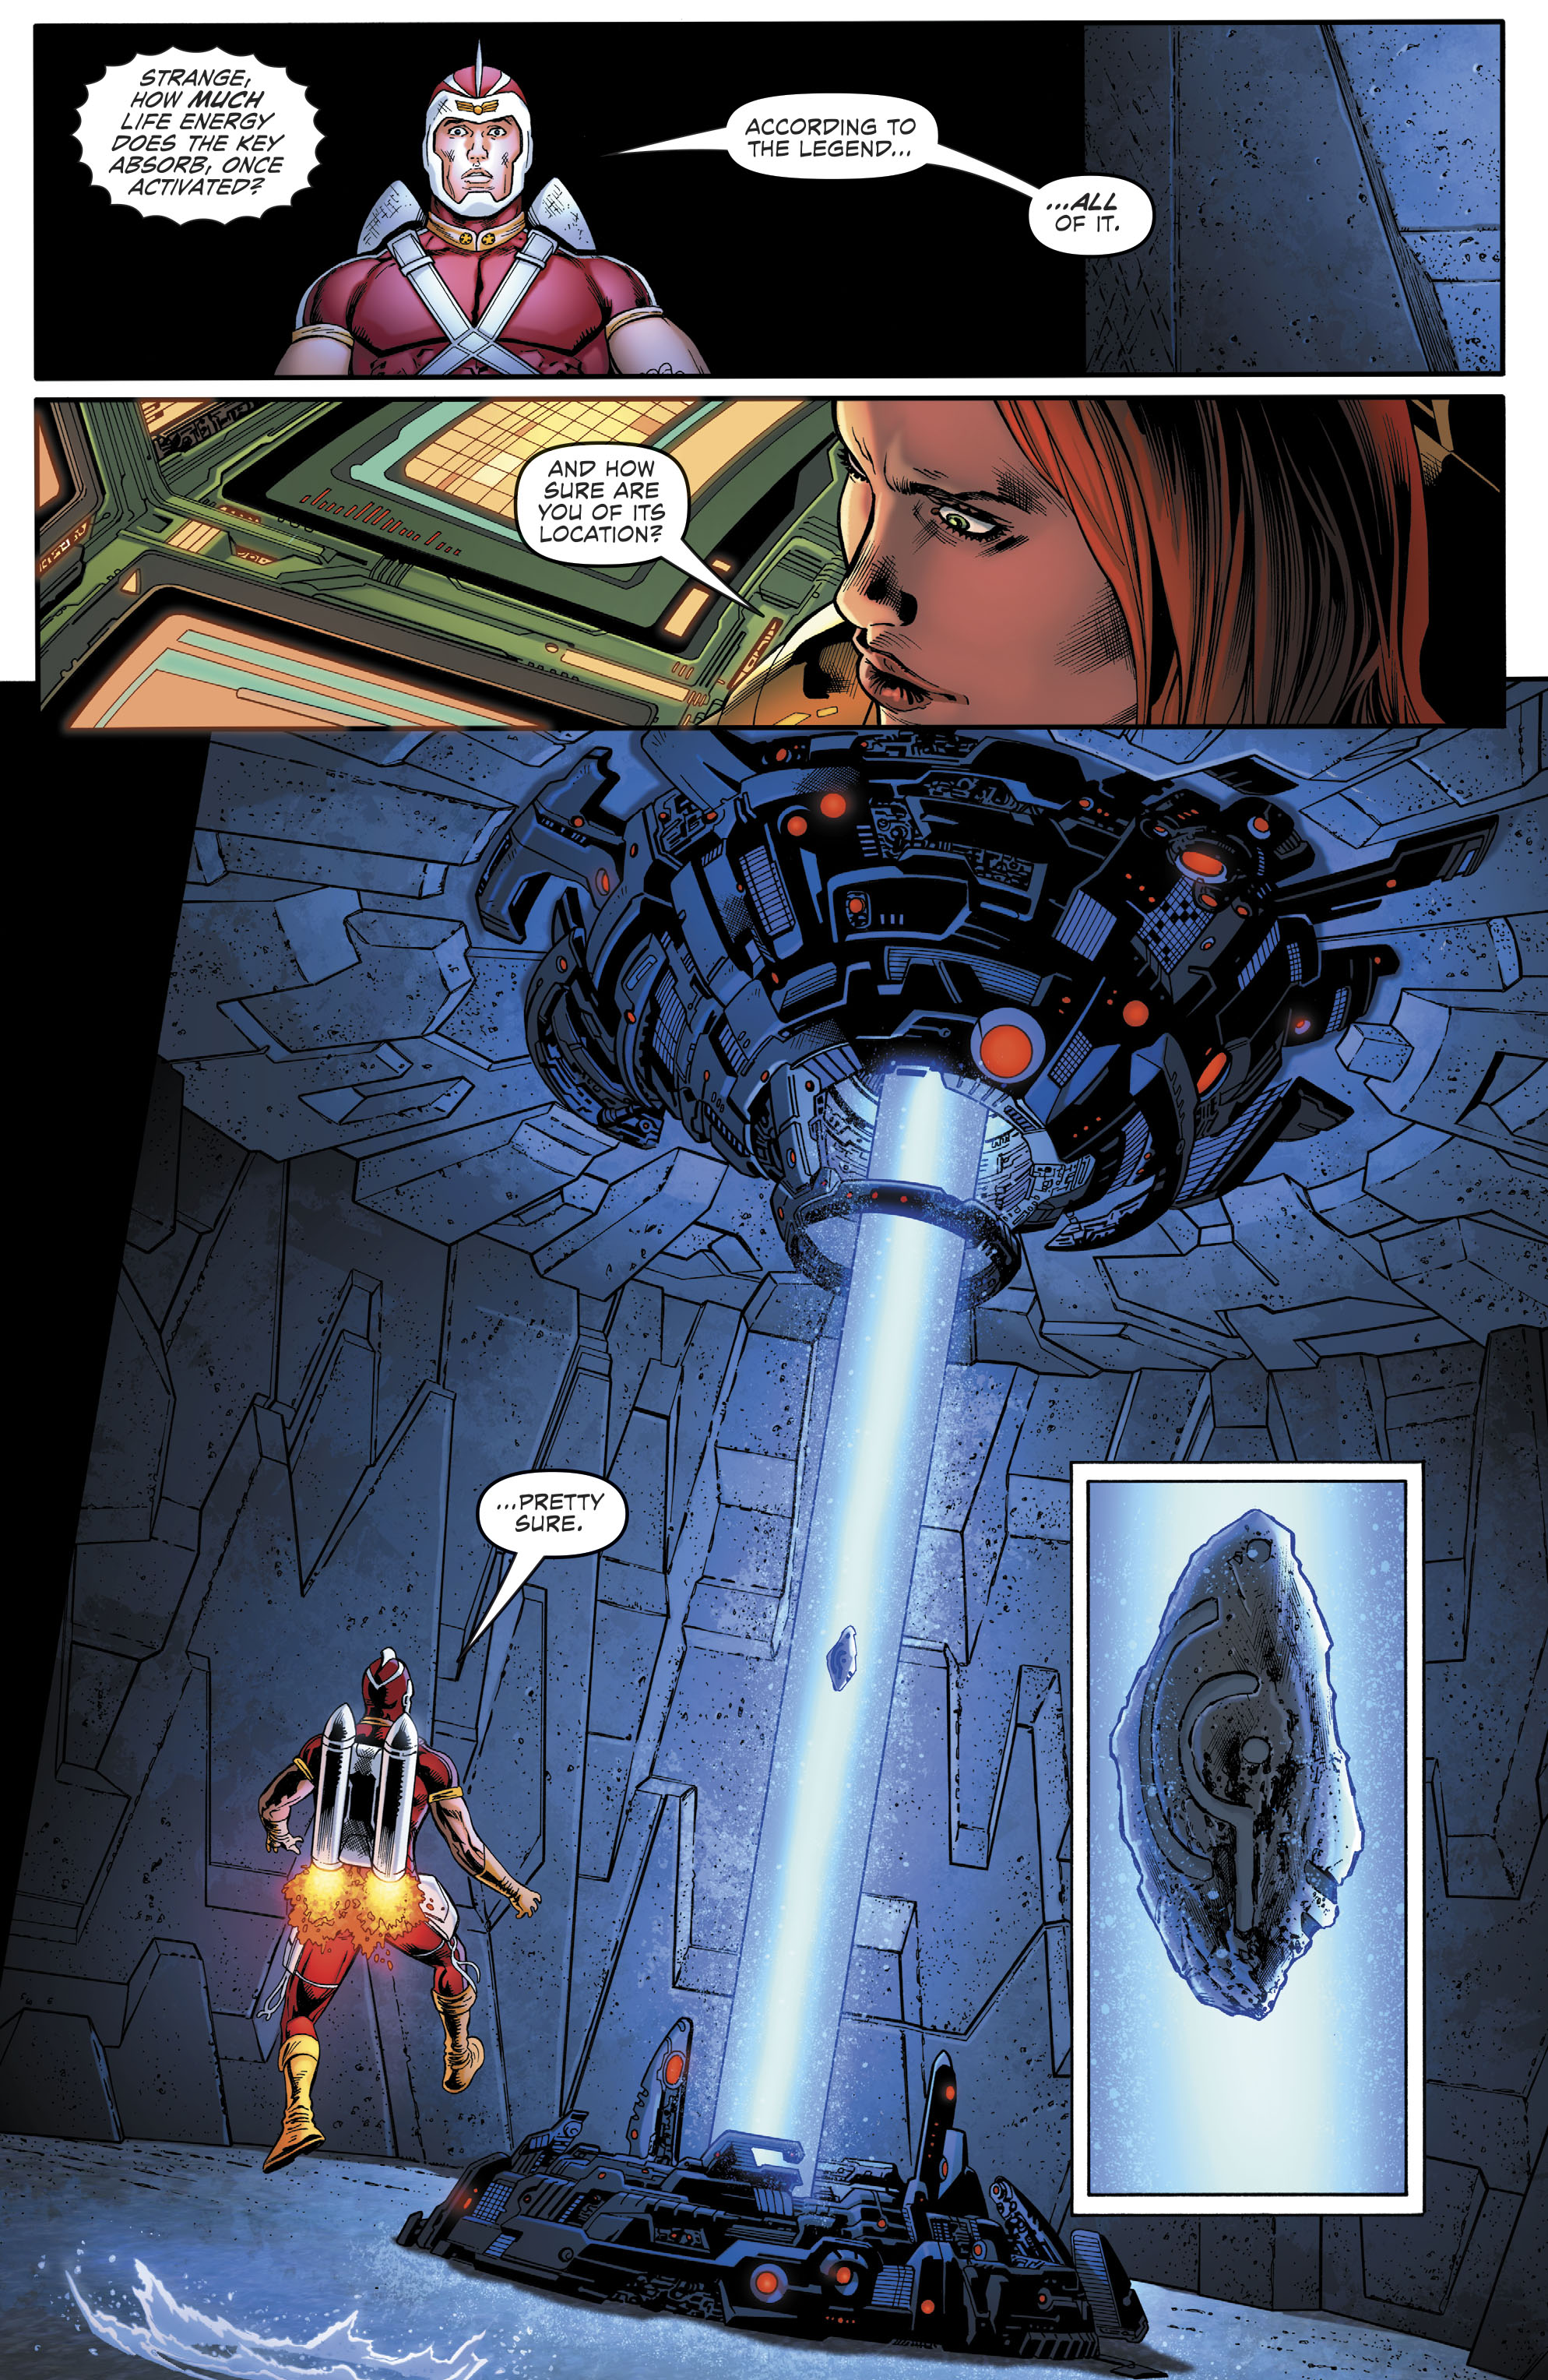 STRANGE,
HOW MUCH
LIFE ENERGY
DOES THE KEY
ABSORB, ONCE
ACTIVATED?
ACCORDING TO
THE LEGEND...
...ALL
OF IT.
AND HOW
SURE ARE
YOU OF ITS
LOCATION?
...PRETTY
SURE.